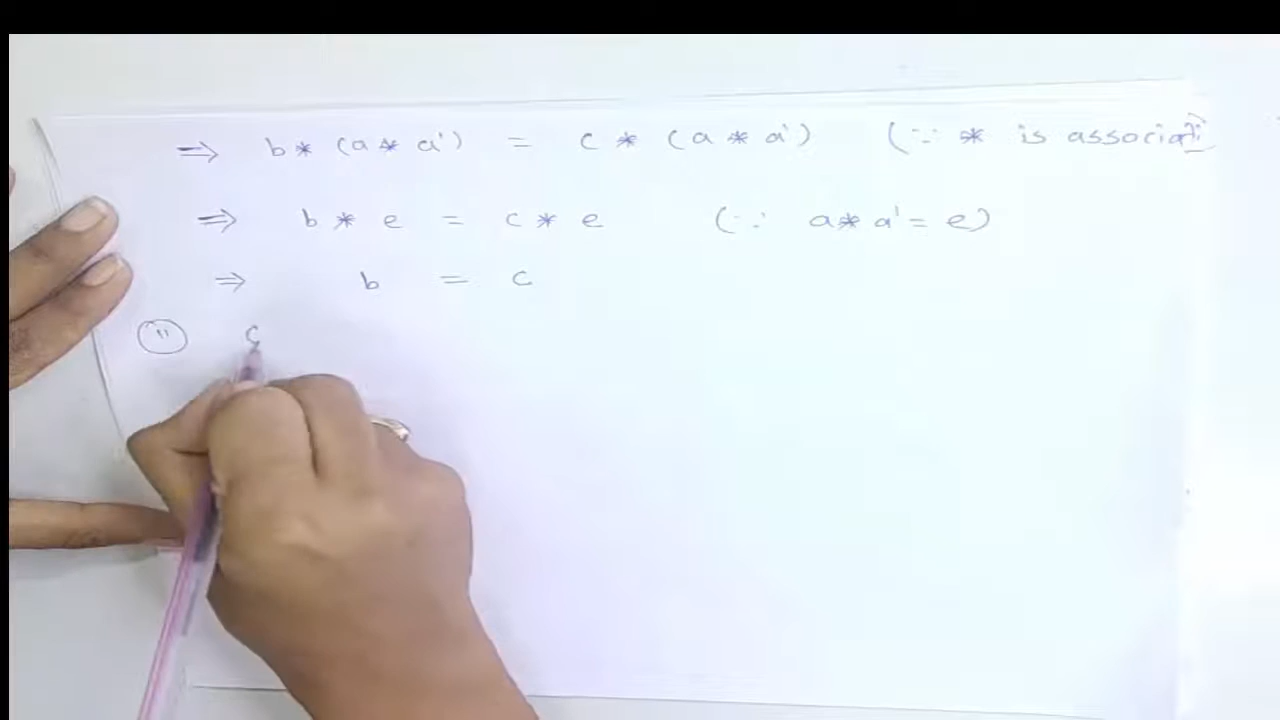 ⇒ b * (a * a') = c * (a * a') (∵ * is associati
⇒ b * e = c * e (∵ a * a' = e)
⇒ b = c
(ii) c